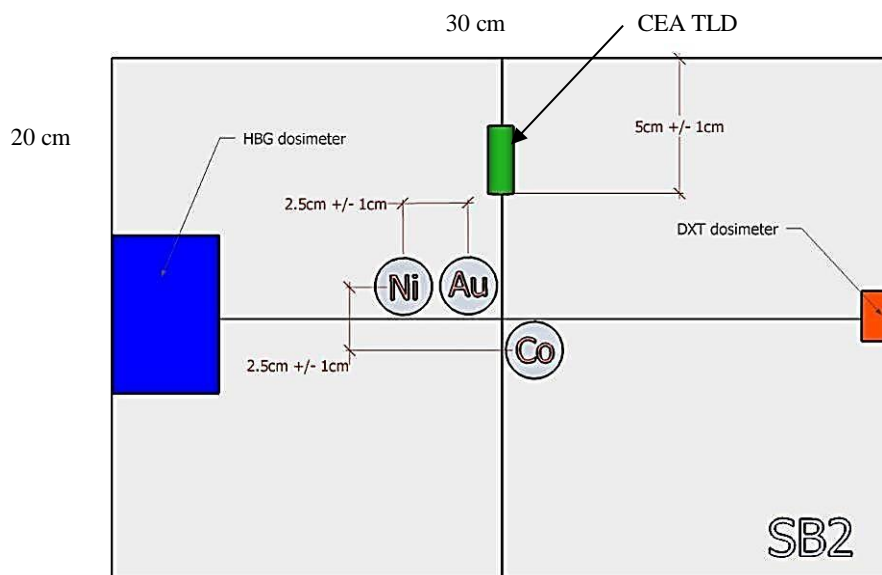 30 cm
CEA TLD
20 cm
HBG dosimeter
5cm +/- 1cm
2.5cm +/- 1cm
DXT dosimeter
Ni
Au
Co
2.5cm +/- 1cm
SB2